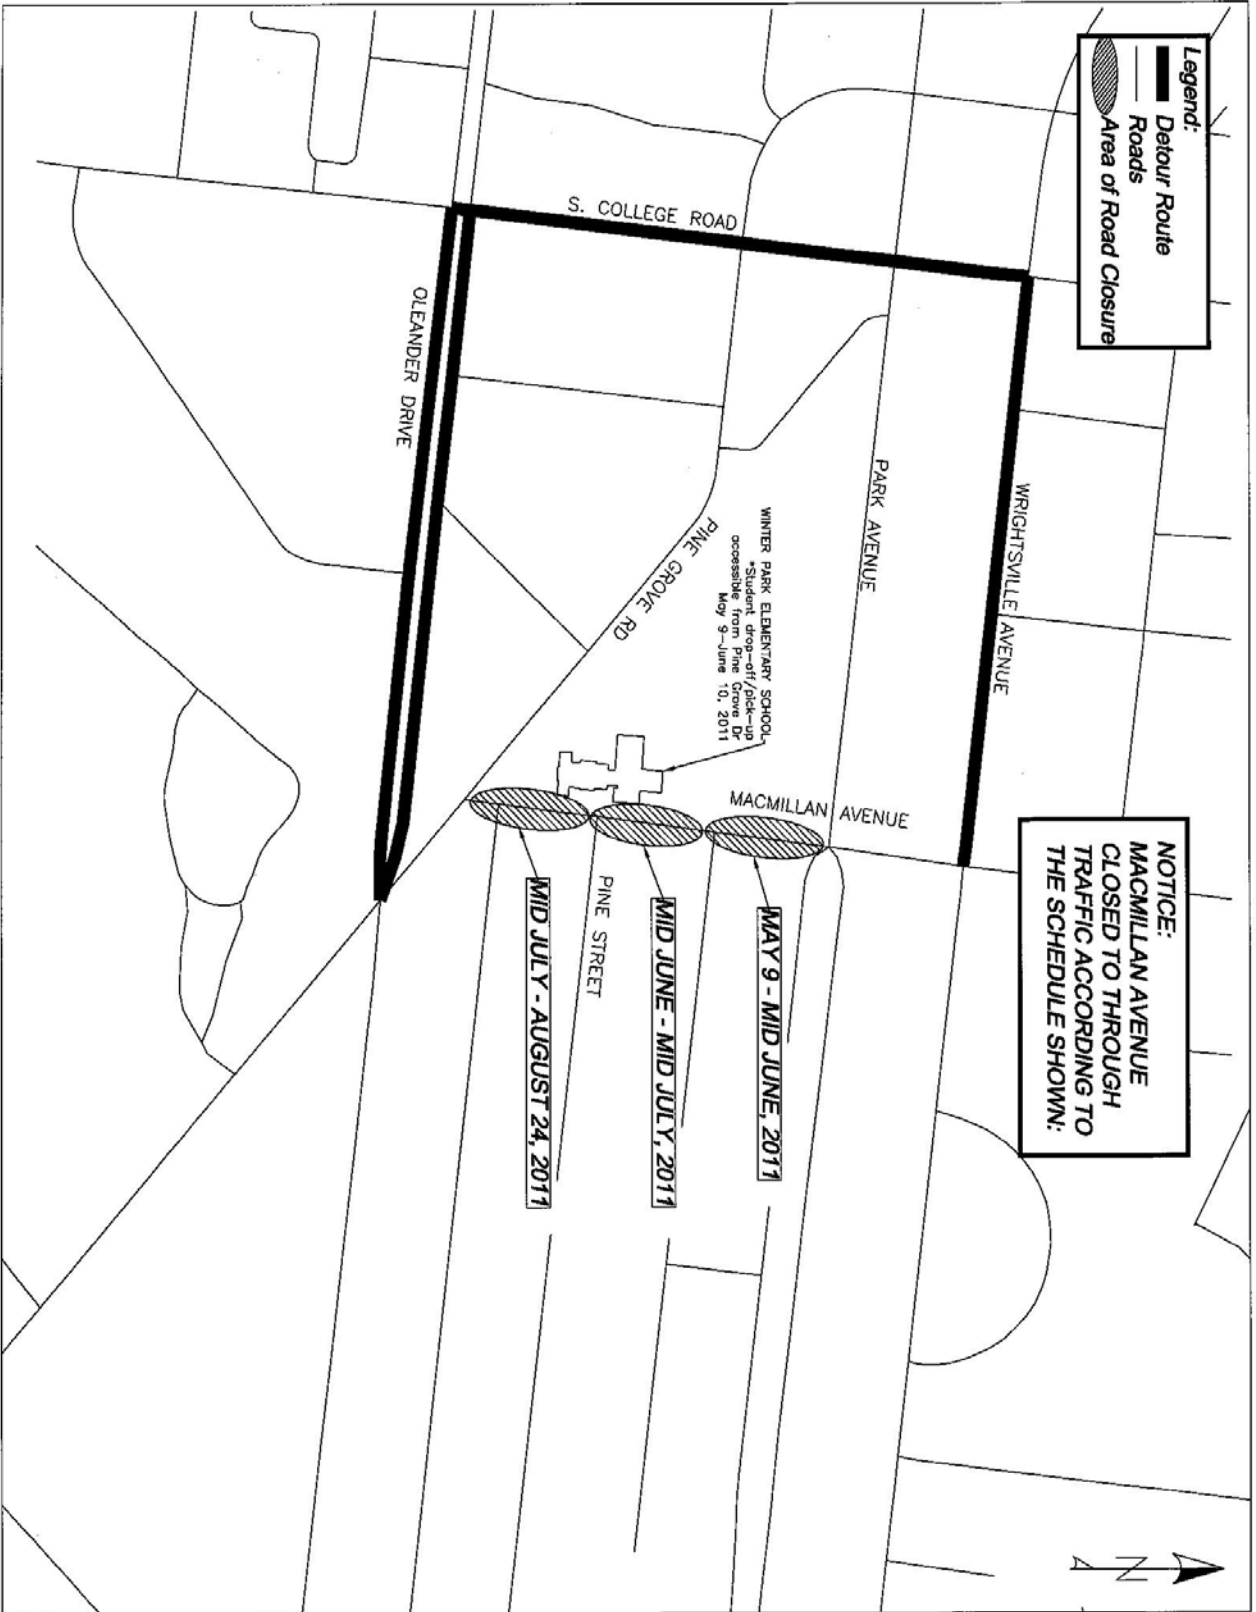 Legend:
Detour Route
Roads
Area of Road Closure
NOTICE:
MACMILLAN AVENUE
CLOSED TO THROUGH
TRAFFIC ACCORDING TO
THE SCHEDULE SHOWN:
N
WRIGHTSVILLE AVENUE
PARK AVENUE
S. COLLEGE ROAD
MACMILLAN AVENUE
WINTER PARK ELEMENTARY SCHOOL
*Student drop-off/pick-up
accessible from Pine Grove Dr
May 9-June 10, 2011
MAY 9 - MID JUNE, 2011
MID JUNE - MID JULY, 2011
PINE STREET
MID JULY - AUGUST 24, 2011
PINE GROVE RD
OLEANDER DRIVE